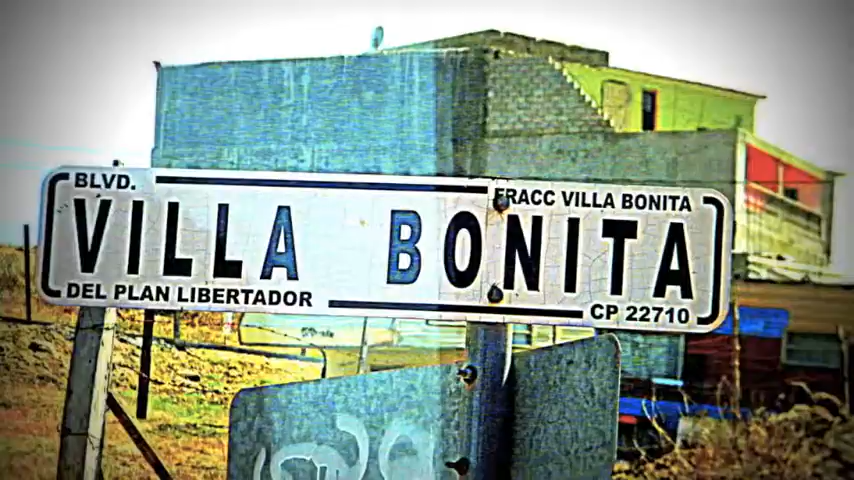 BLVD.
FRACC VILLA BONITA
VILLA BONITA
DEL PLAN LIBERTADOR
CP 22710